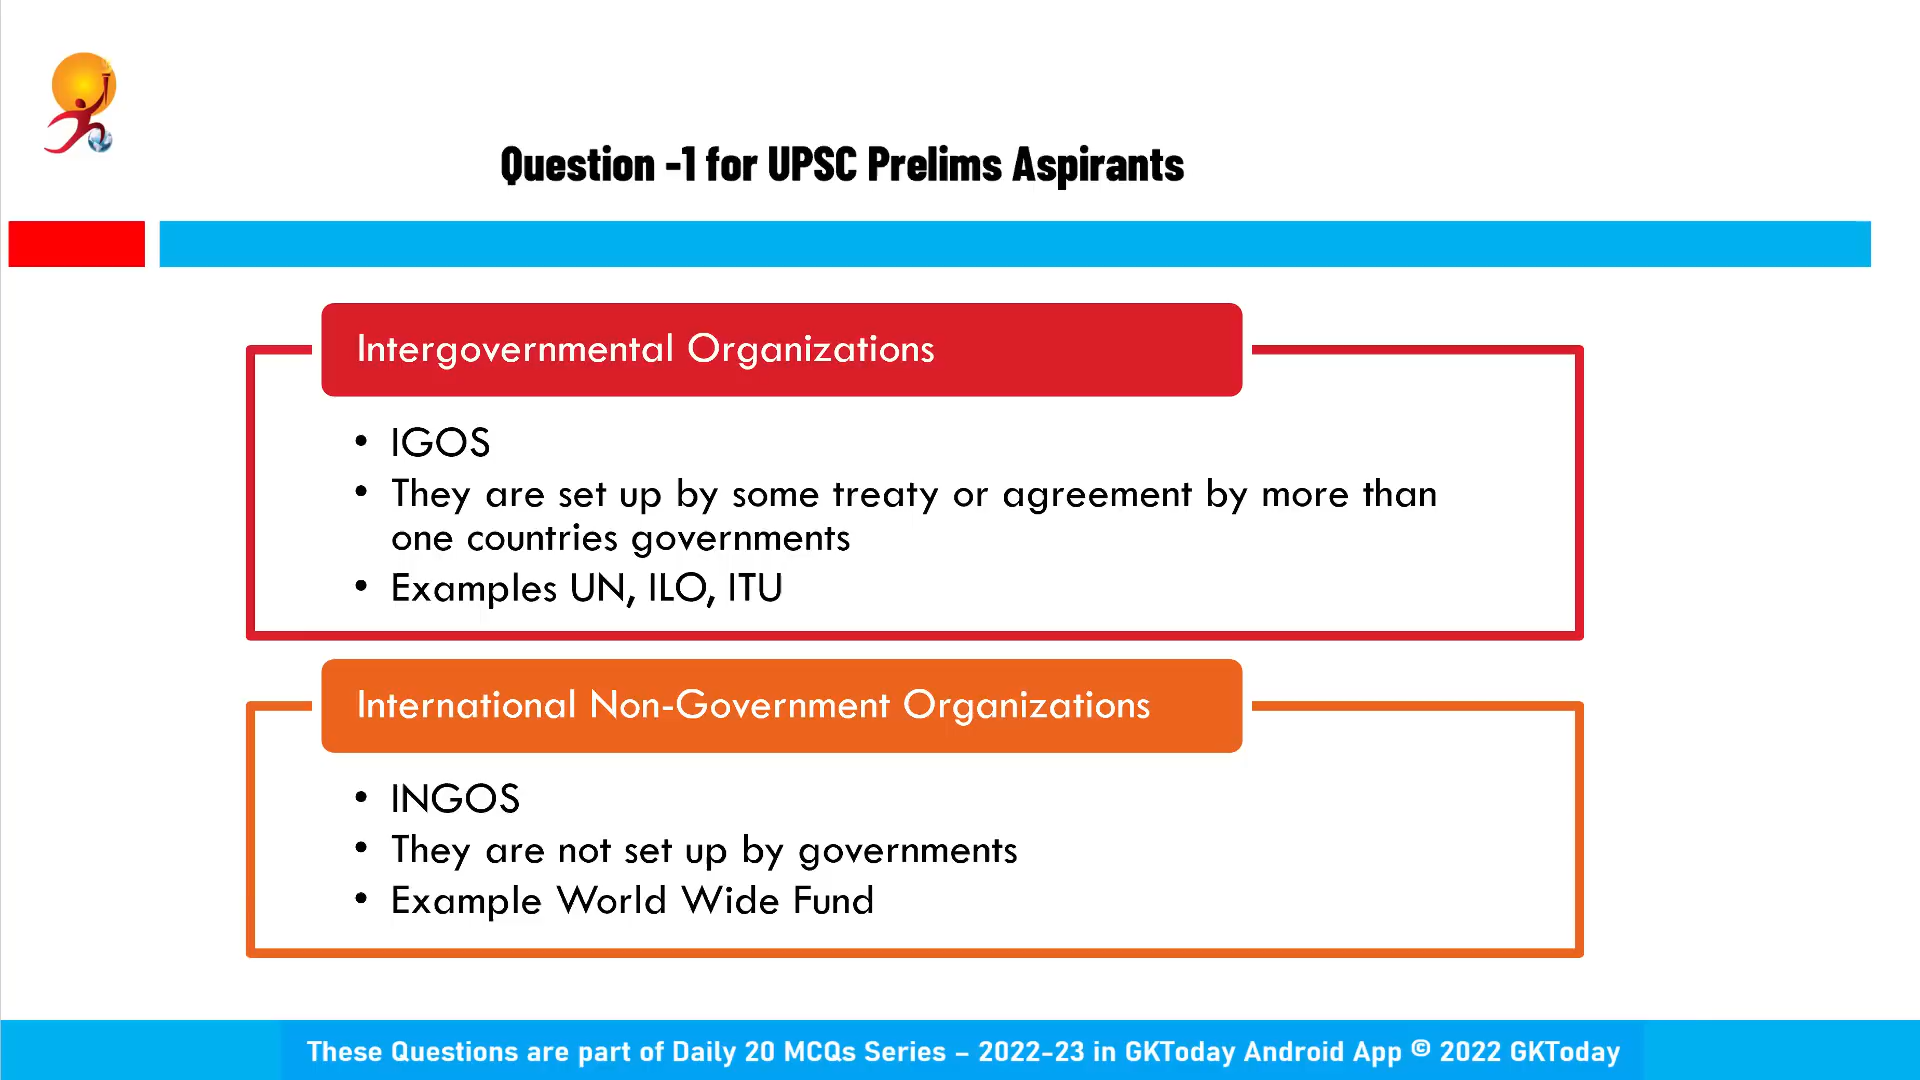 Question -1 for UPSC Prelims Aspirants
Intergovernmental Organizations
• IGOS
• They are set up by some treaty or agreement by more than
one countries governments
• Examples UN, ILO, ITU
International Non-Government Organizations
• INGOS
• They are not set up by governments
• Example World Wide Fund
These Questions are part of Daily 20 MCQs Series – 2022-23 in GKToday Android App © 2022 GKToday